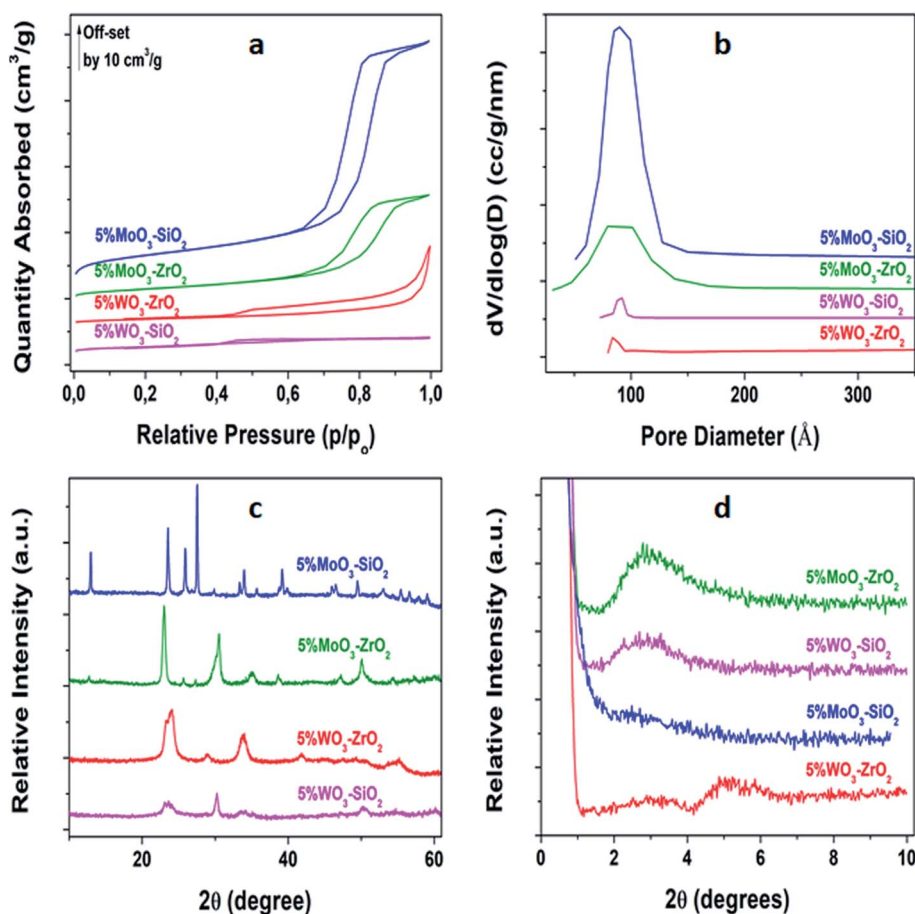 a
Off-set
by 10 cm³/g
Quantity Absorbed (cm³/g)
5%MoO₃-SiO₂
5%MoO₃-ZrO₂
5%WO₃-ZrO₂
5%WO₃-SiO₂
0,0 0,2 0,4 0,6 0,8 1,0
Relative Pressure (p/pₒ)
b
dV/dlog(D) (cc/g/nm)
5%MoO₃-SiO₂
5%MoO₃-ZrO₂
5%WO₃-SiO₂
5%WO₃-ZrO₂
100 200 300
Pore Diameter (Å)
c
Relative Intensity (a.u.)
5%MoO₃-SiO₂
5%MoO₃-ZrO₂
5%WO₃-ZrO₂
5%WO₃-SiO₂
20 40 60
2θ (degree)
d
Relative Intensity (a.u.)
5%MoO₃-ZrO₂
5%WO₃-SiO₂
5%MoO₃-SiO₂
5%WO₃-ZrO₂
0 2 4 6 8 10
2θ (degrees)